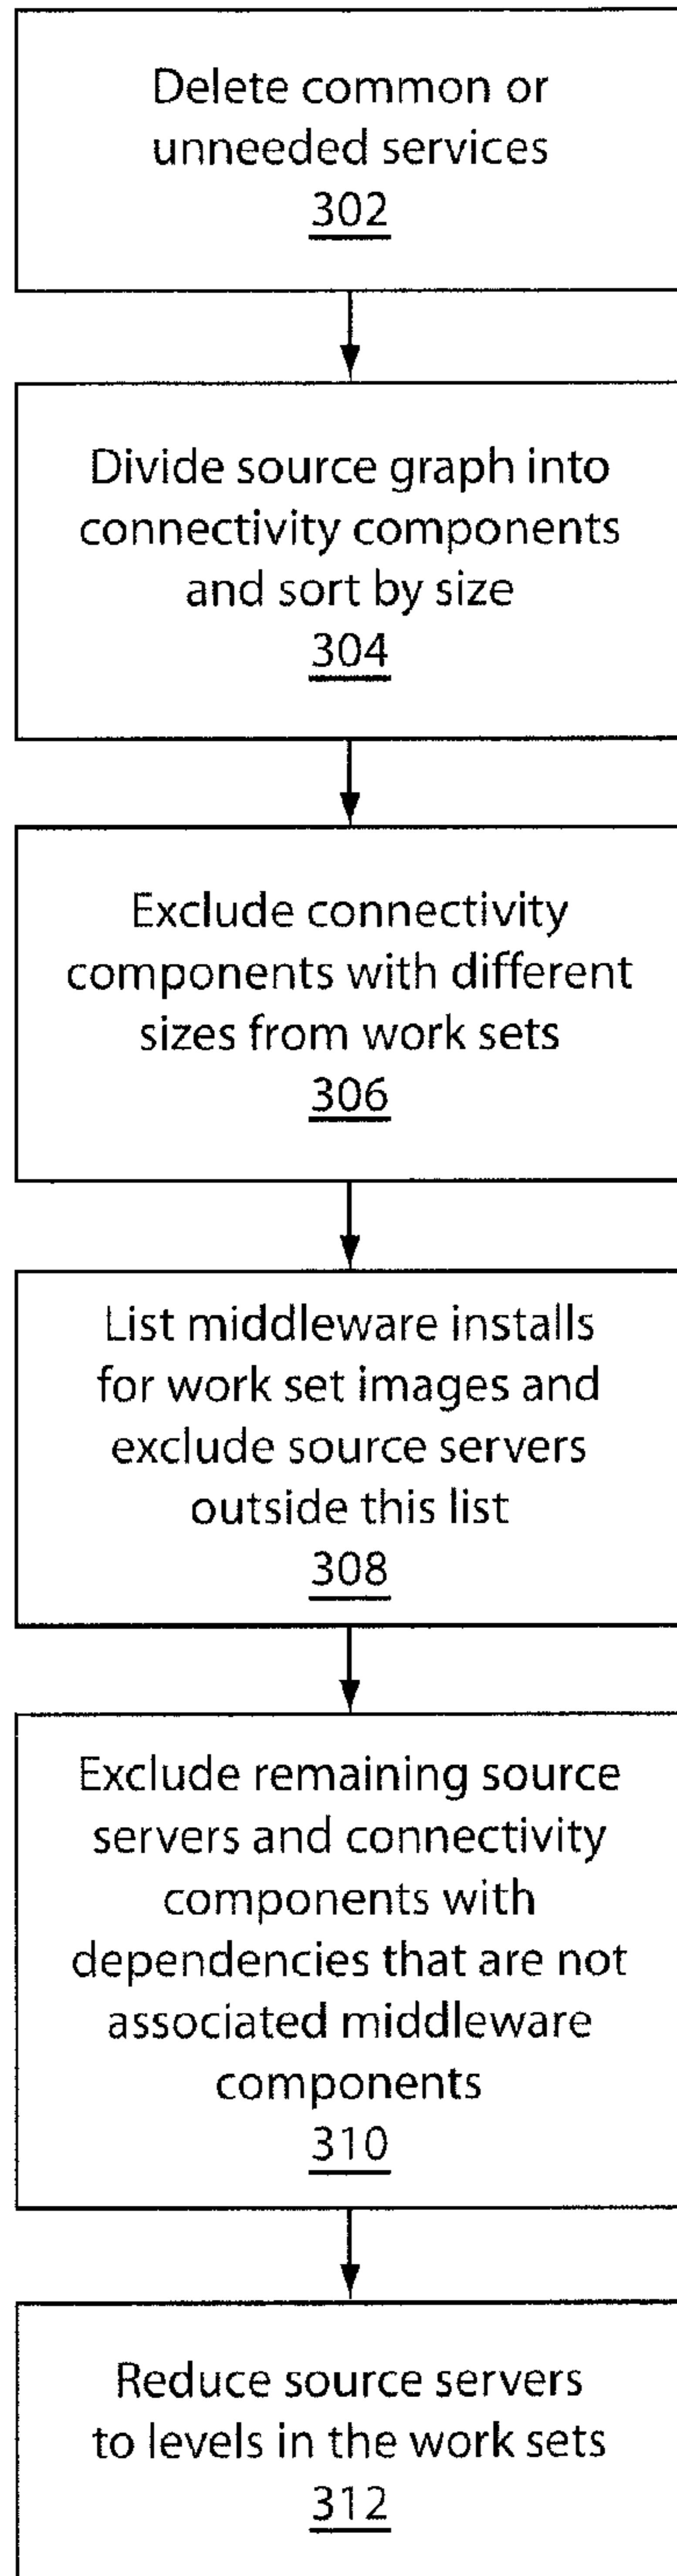 Delete common or
unneeded services
302
Divide source graph into
connectivity components
and sort by size
304
Exclude connectivity
components with different
sizes from work sets
306
List middleware installs
for work set images and
exclude source servers
outside this list
308
Exclude remaining source
servers and connectivity
components with
dependencies that are not
associated middleware
components
310
Reduce source servers
to levels in the work sets
312